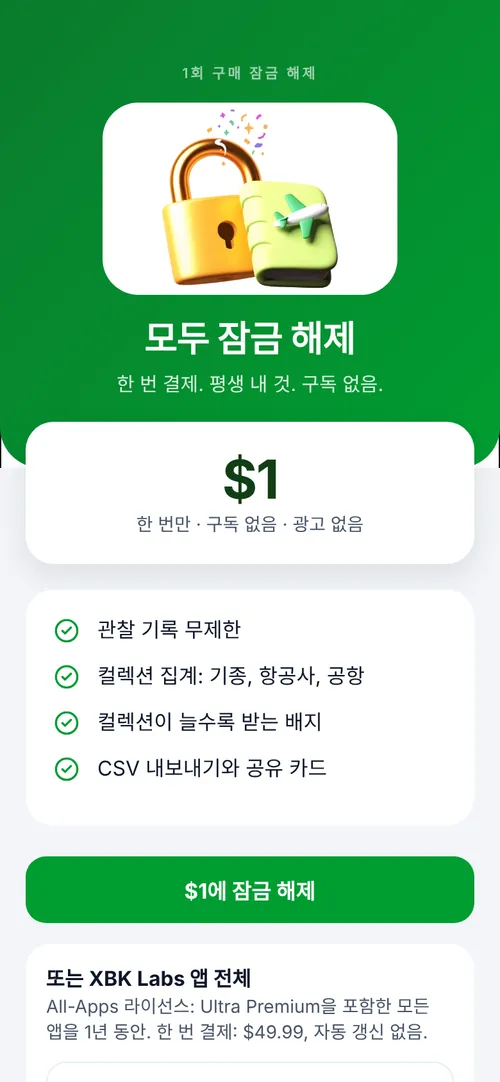 1회 구매 잠금 해제
모두 잠금 해제
한 번 결제. 평생 내 것. 구독 없음.
$1
한 번만 · 구독 없음 · 광고 없음
관찰 기록 무제한
컬렉션 집계: 기종, 항공사, 공항
컬렉션이 늘수록 받는 배지
CSV 내보내기와 공유 카드
$1에 잠금 해제
또는 XBK Labs 앱 전체
All-Apps 라이선스: Ultra Premium을 포함한 모든
앱을 1년 동안. 한 번 결제: $49.99, 자동 갱신 없음.